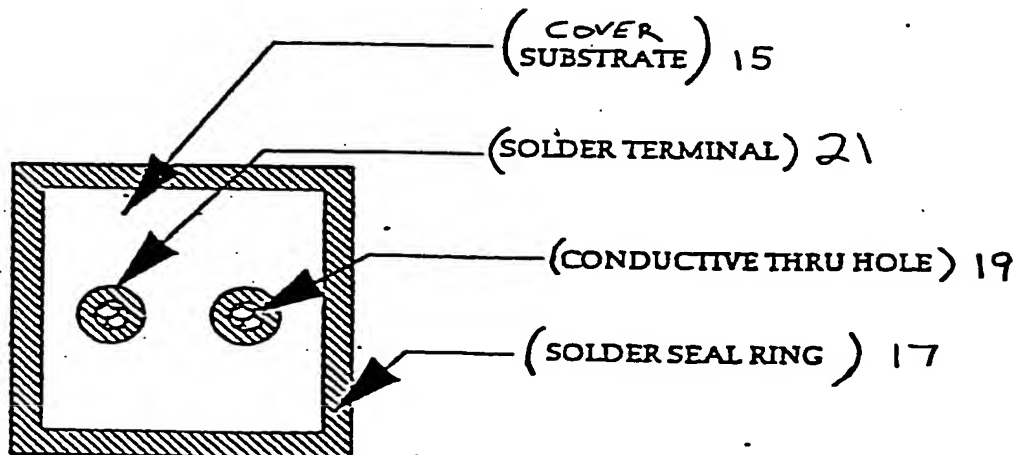 (COVER
SUBSTRATE) 15
(SOLDER TERMINAL) 21
(CONDUCTIVE THRU HOLE) 19
(SOLDER SEAL RING ) 17